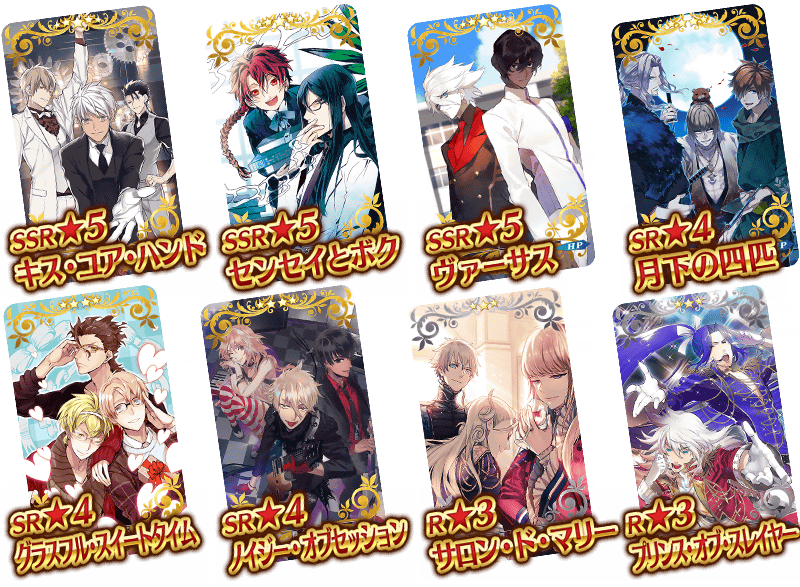 SSR★5
キス・ユア・ハンド
SSR★5
センセイとボク
HP
SSR★5
ヴァーサス
SR★4
月下の四匹
SR★4
グラスフル・スイートタイム
SR★4
ノイジー・オブセッション
R★3
サロン・ド・マリー
R★3
プリンス・オブ・スレイヤー